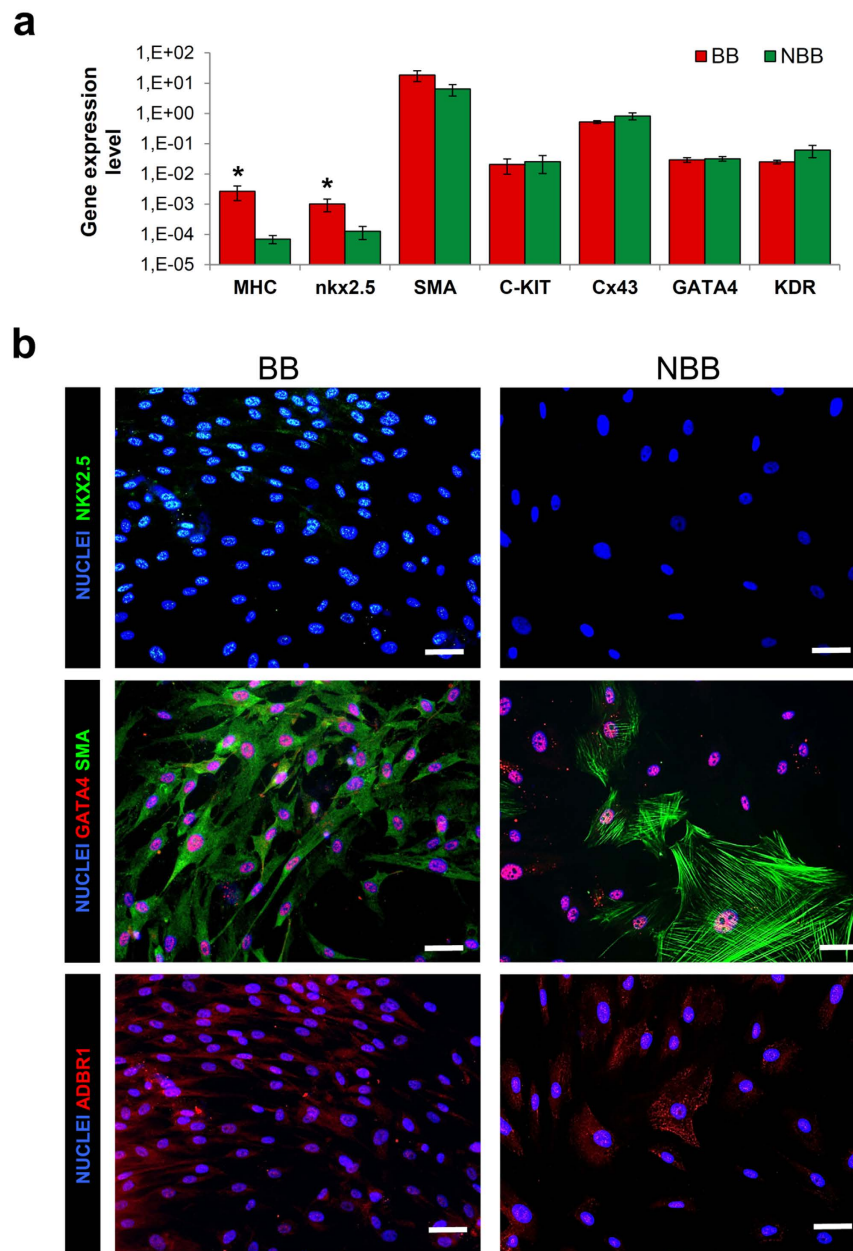 a
BB NBB
Gene expression
level
1,E+02
1,E+01
1,E+00
1,E-01
1,E-02
1,E-03
1,E-04
1,E-05
* *
MHC nkx2.5 SMA C-KIT Cx43 GATA4 KDR
b
BB NBB
NUCLEI NKX2.5
NUCLEI GATA4 SMA
NUCLEI ADBR1